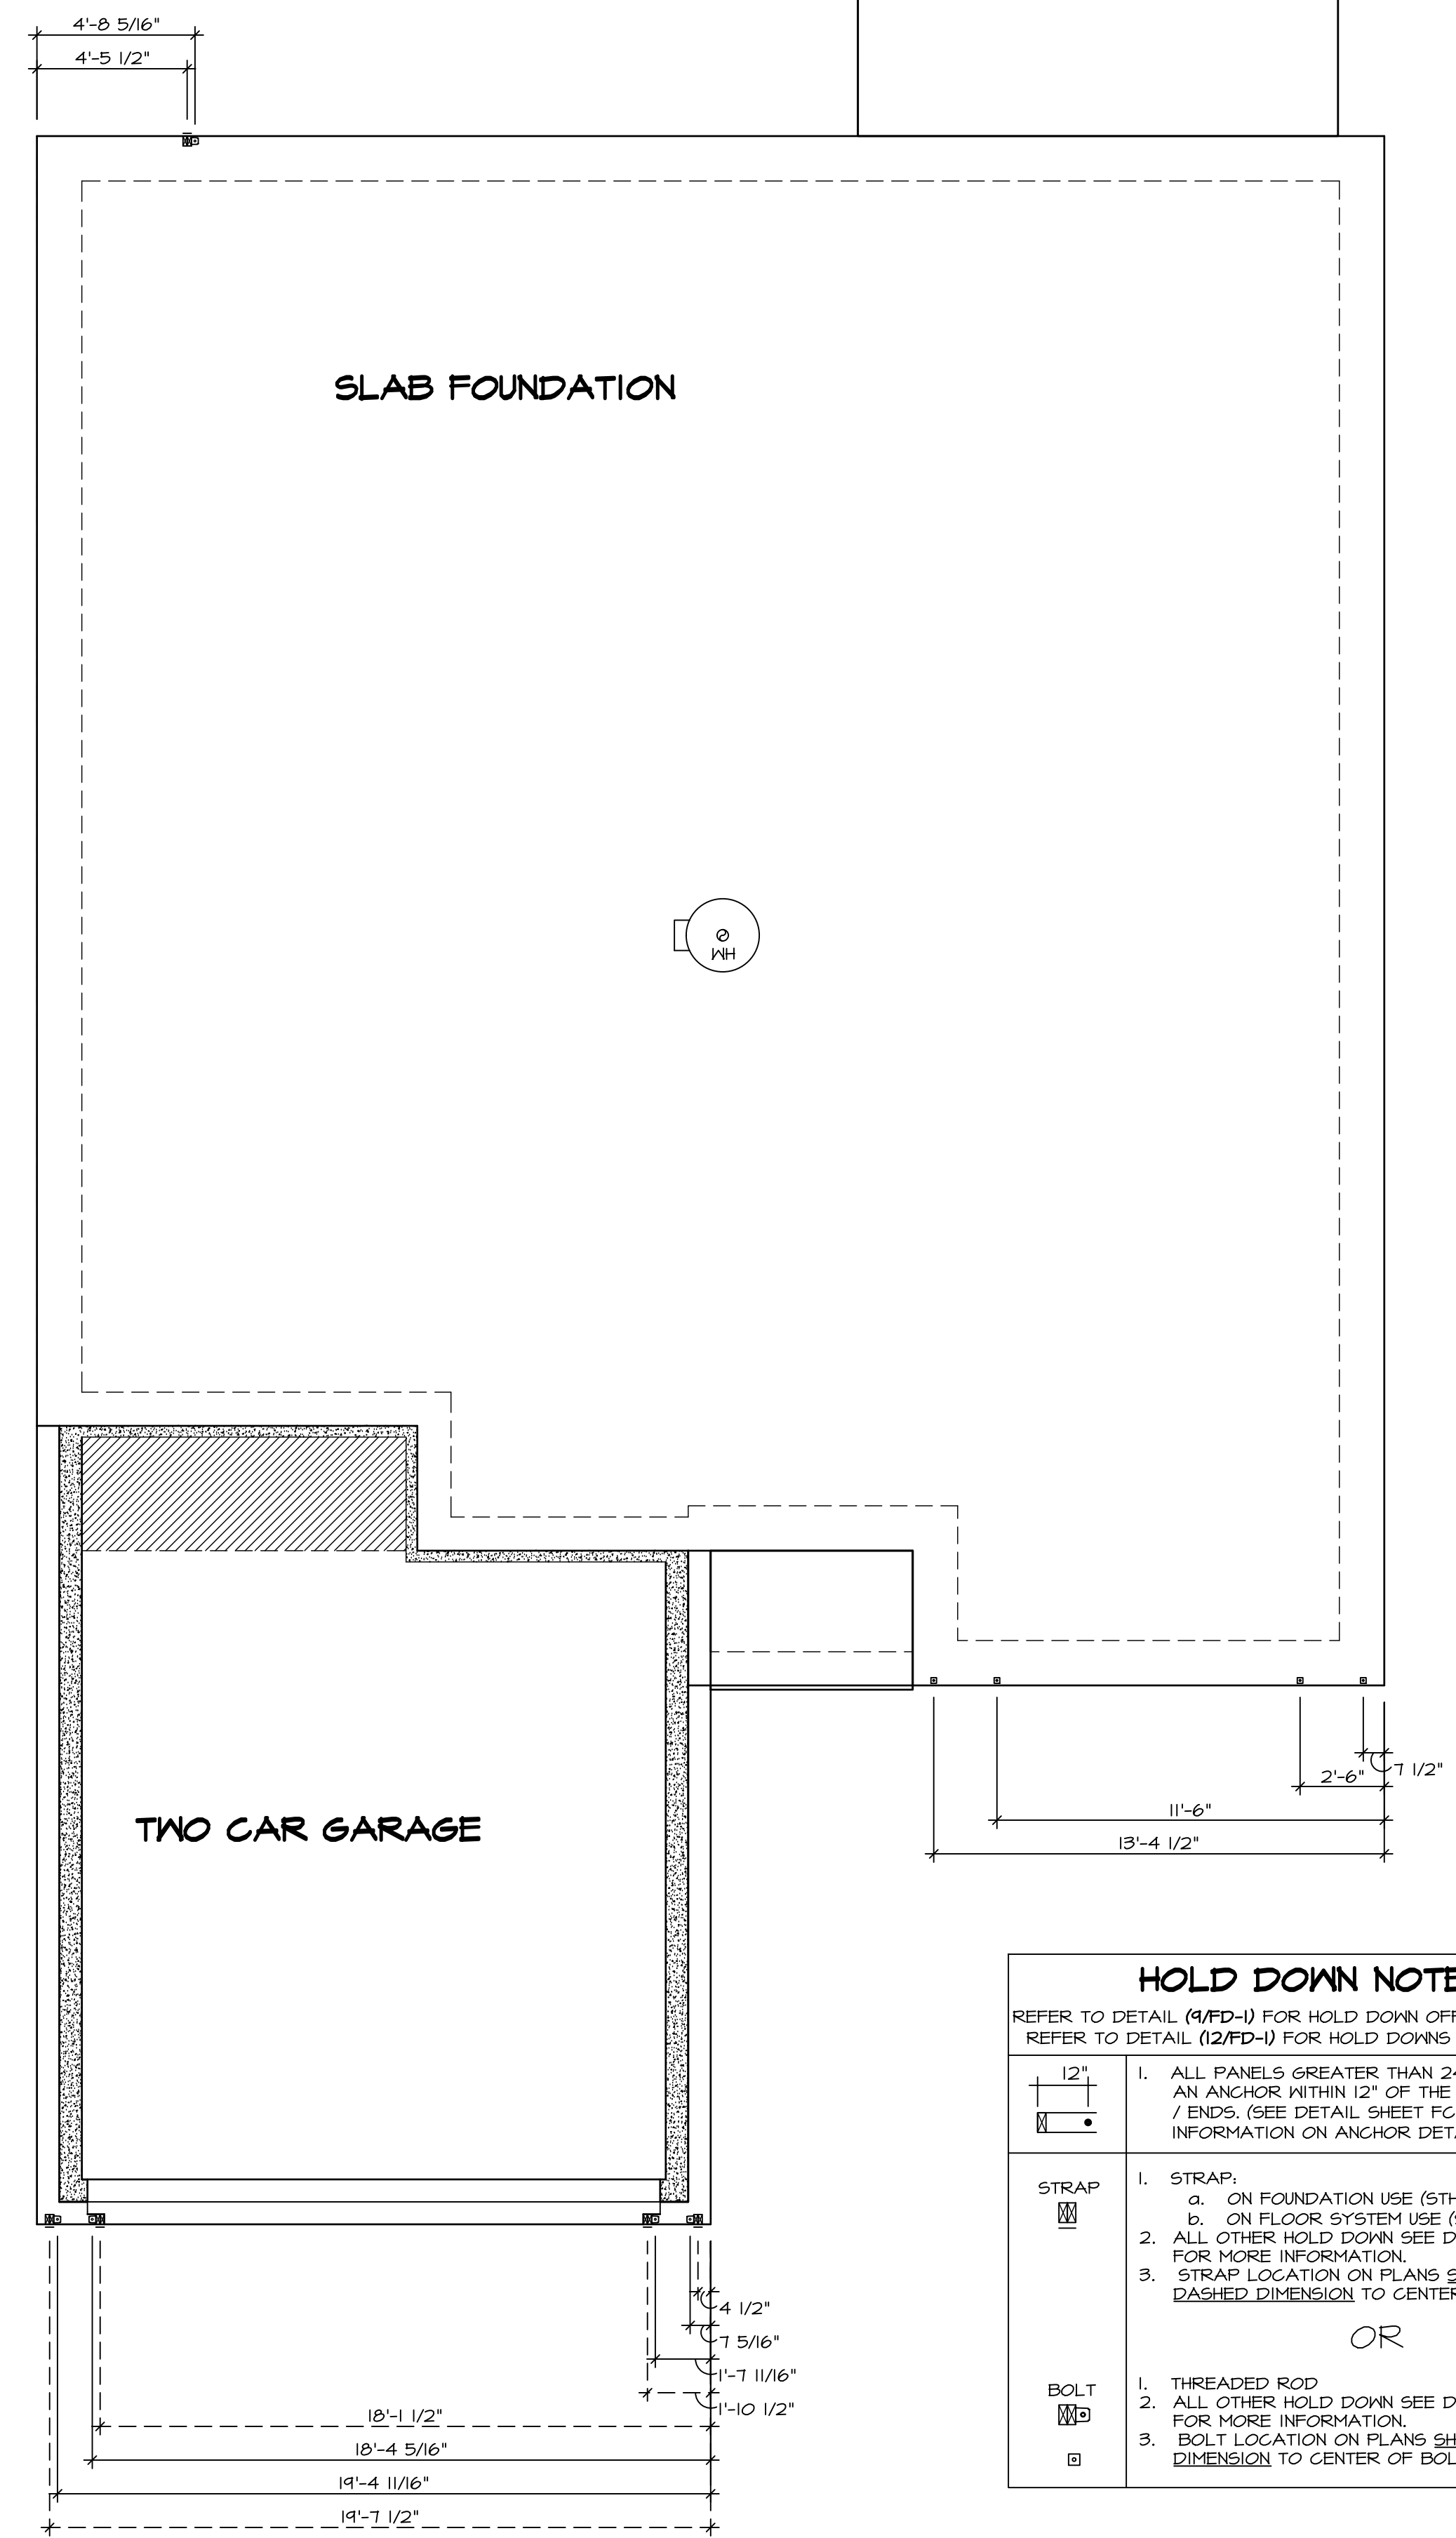 4'-8 5/16"
4'-5 1/2"
SLAB FOUNDATION
WH
TWO CAR GARAGE
7 1/2"
2'-6"
11'-6"
13'-4 1/2"
4 1/2"
7 5/16"
1'-7 11/16"
1'-10 1/2"
18'-1 1/2"
18'-4 5/16"
19'-4 11/16"
19'-7 1/2"
HOLD DOWN NOTE
REFER TO DETAIL (9/FD-1) FOR HOLD DOWN OFF
REFER TO DETAIL (12/FD-1) FOR HOLD DOWNS
12"
1. ALL PANELS GREATER THAN 24
AN ANCHOR WITHIN 12" OF THE
/ ENDS. (SEE DETAIL SHEET FC
INFORMATION ON ANCHOR DETA
STRAP
1. STRAP:
a. ON FOUNDATION USE (STH
b. ON FLOOR SYSTEM USE (
2. ALL OTHER HOLD DOWN SEE D
FOR MORE INFORMATION.
3. STRAP LOCATION ON PLANS S
DASHED DIMENSION TO CENTER
OR
BOLT
1. THREADED ROD
2. ALL OTHER HOLD DOWN SEE D
FOR MORE INFORMATION.
3. BOLT LOCATION ON PLANS SH
DIMENSION TO CENTER OF BOL